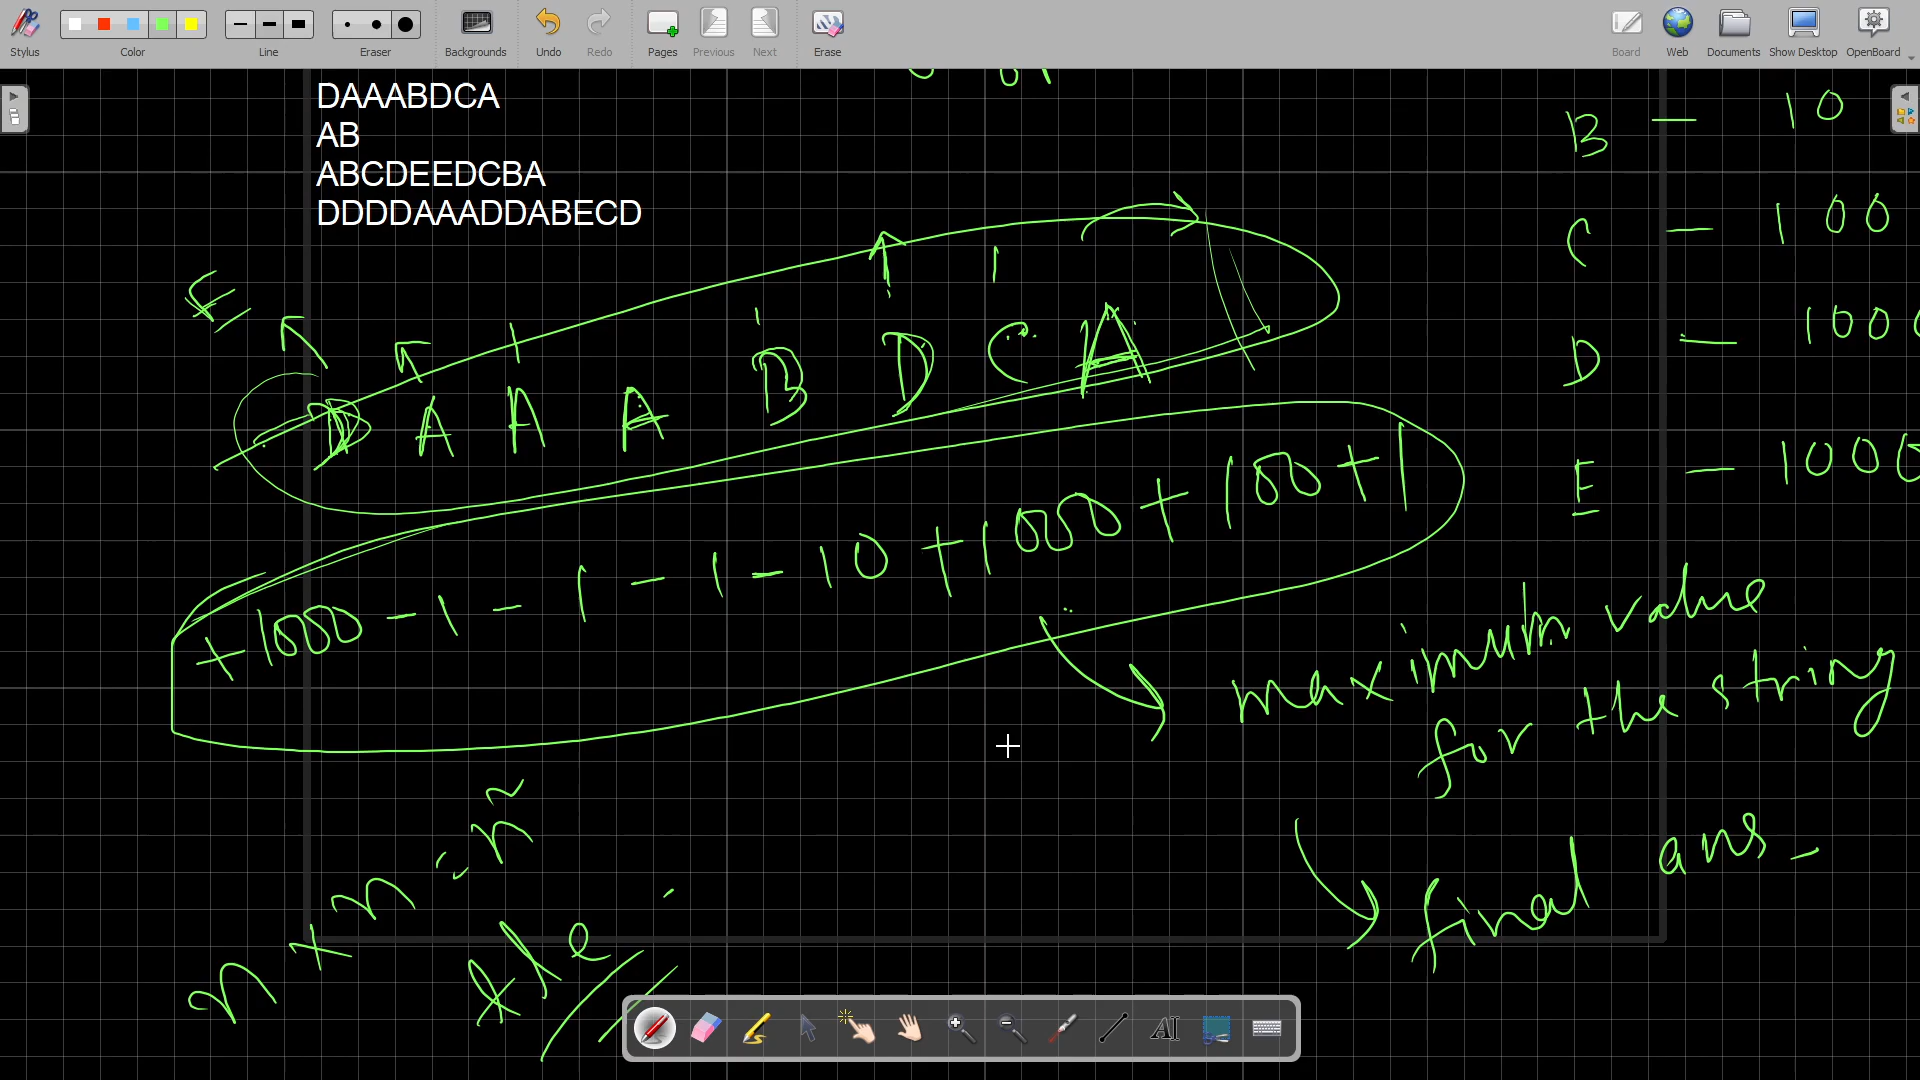 Stylus Color Line Eraser Backgrounds Undo Redo Pages Previous Next Erase Board Web Documents Show Desktop OpenBoard
DAAABDCA
AB
ABCDEEDCBA
DDDDAAADDABECD
B — 10
C — 100
D — 1000
E — 1000
E
D A A A B D C A
+1000 - 1 - 1 - 1 - 10 + 1000 + 100 + 1
maximum value
for the string
final ans -
tle
AI